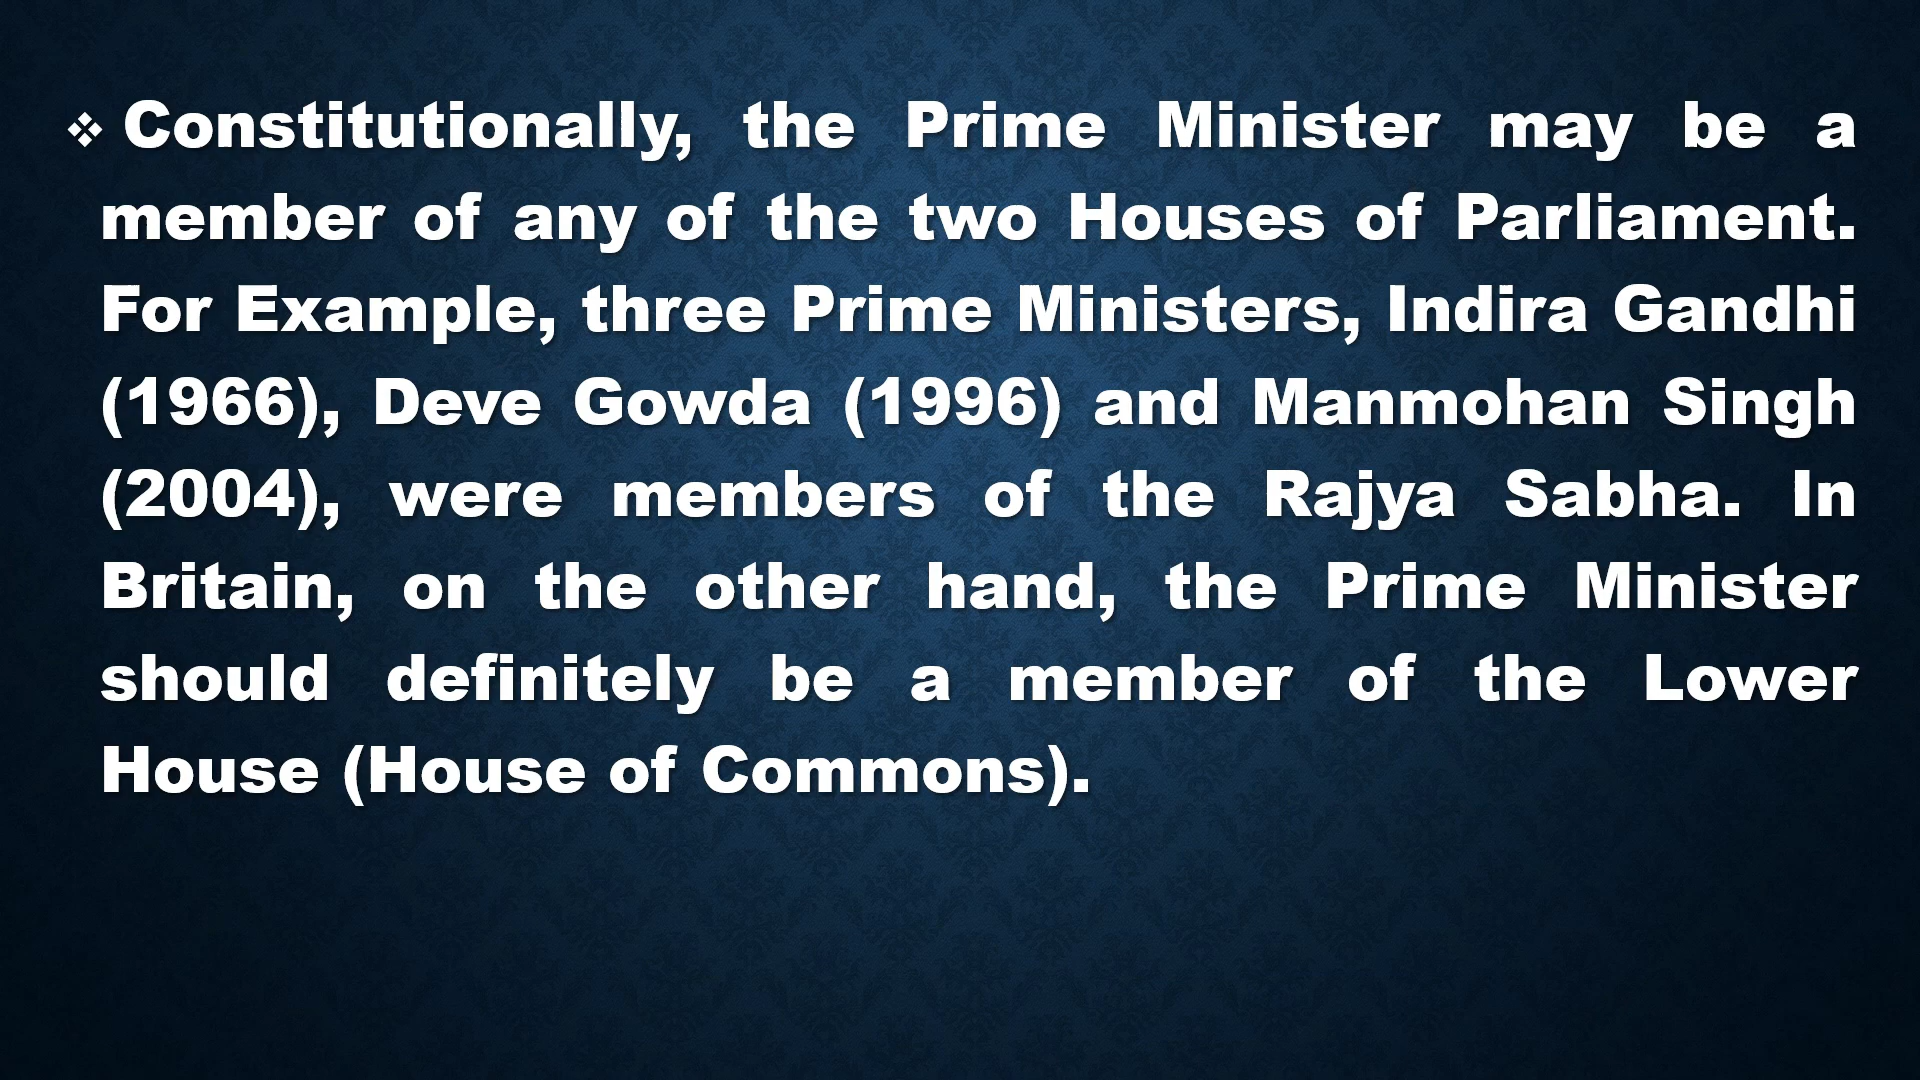 ❖ Constitutionally, the Prime Minister may be a
member of any of the two Houses of Parliament.
For Example, three Prime Ministers, Indira Gandhi
(1966), Deve Gowda (1996) and Manmohan Singh
(2004), were members of the Rajya Sabha. In
Britain, on the other hand, the Prime Minister
should definitely be a member of the Lower
House (House of Commons).